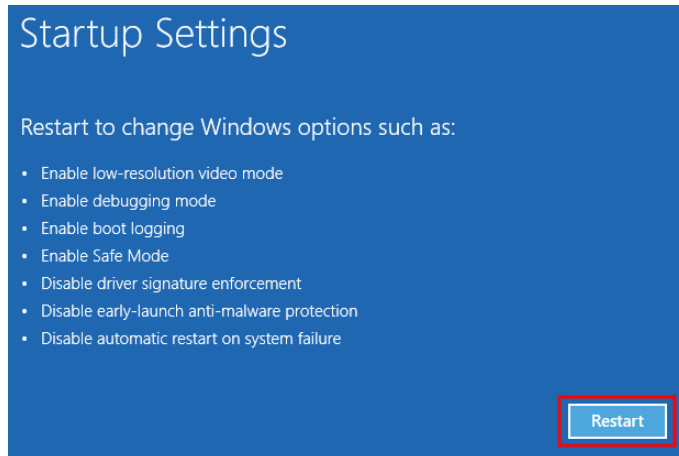 Startup Settings
Restart to change Windows options such as:
• Enable low-resolution video mode
• Enable debugging mode
• Enable boot logging
• Enable Safe Mode
• Disable driver signature enforcement
• Disable early-launch anti-malware protection
• Disable automatic restart on system failure
Restart